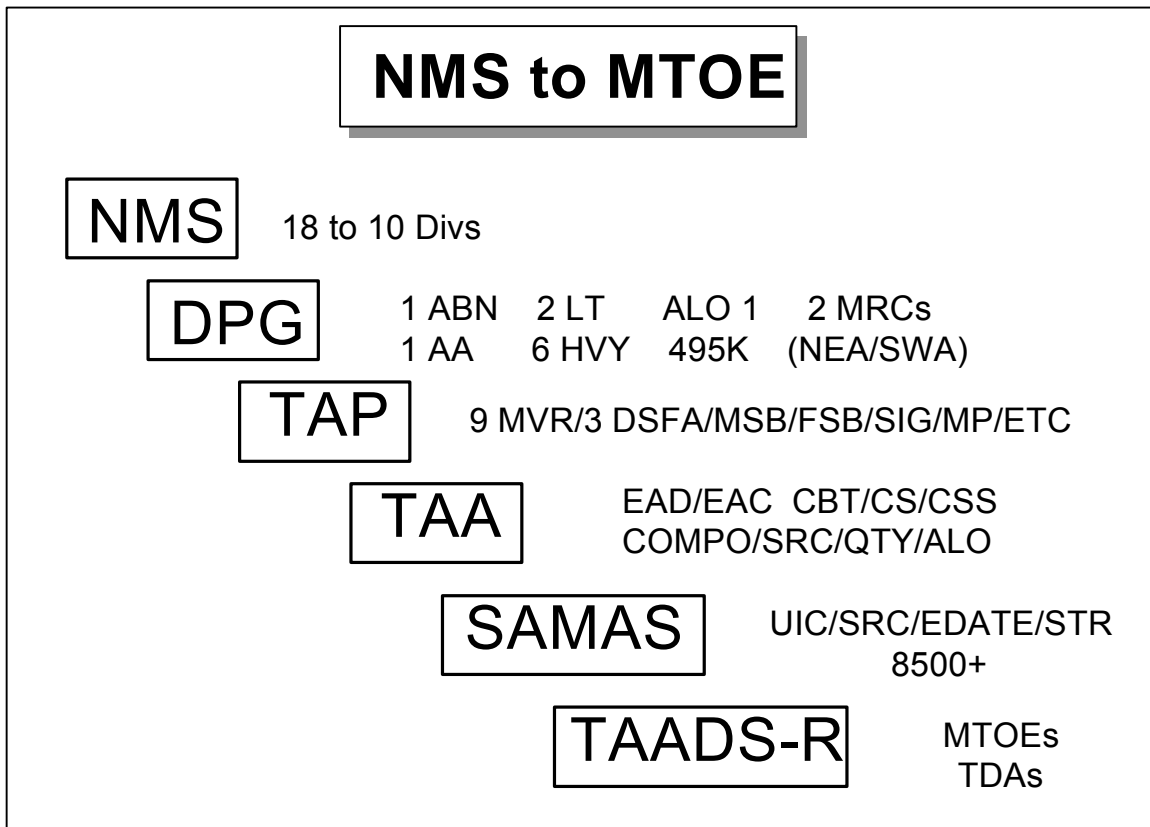 NMS to MTOE
NMS 18 to 10 Divs
DPG 1 ABN 2 LT ALO 1 2 MRCs
1 AA 6 HVY 495K (NEA/SWA)
TAP 9 MVR/3 DSFA/MSB/FSB/SIG/MP/ETC
TAA EAD/EAC CBT/CS/CSS
COMPO/SRC/QTY/ALO
SAMAS UIC/SRC/EDATE/STR
8500+
TAADS-R MTOEs
TDAs